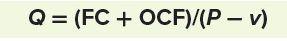 Q = (FC + OCF)/(P – v)